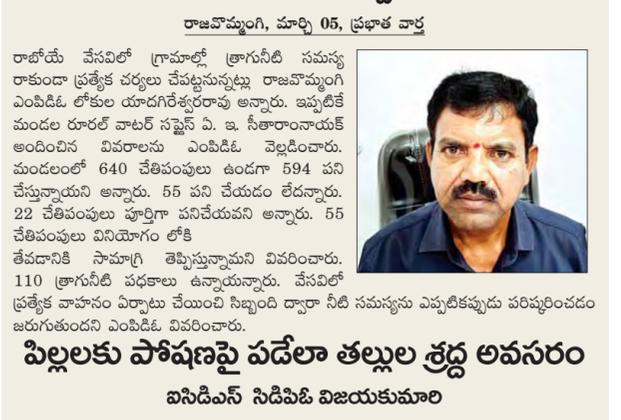 రాజవొమ్మంగి, మార్చి 05, ప్రభాత వార్త
రాబోయే వేసవిలో గ్రామాల్లో త్రాగునీటి సమస్య
రాకుండా ప్రత్యేక చర్యలు చేపట్టనున్నట్లు రాజవొమ్మంగి
ఎంపిడిఓ లోకుల యాదగిరేశ్వరరావు అన్నారు. ఇప్పటికే
మండల రూరల్ వాటర్ సప్లైస్ ఏ. ఇ. సీతారాంనాయక్
అందించిన వివరాలను ఎంపిడిఓ వెల్లడించారు.
మండలంలో 640 చేతిపంపులు ఉండగా 594 పని
చేస్తున్నాయని అన్నారు. 55 పని చేయడం లేదన్నారు.
22 చేతిపంపులు పూర్తిగా పనిచేయవని అన్నారు. 55
చేతిపంపులు వినియోగం లోకి
తేవడానికి సామాగ్రి తెప్పిస్తున్నామని వివరించారు.
110 త్రాగునీటి పధకాలు ఉన్నాయన్నారు. వేసవిలో
ప్రత్యేక వాహనం ఏర్పాటు చేయించి సిబ్బంది ద్వారా నీటి సమస్యను ఎప్పటికప్పుడు పరిష్కరించడం
జరుగుతుందని ఎంపిడిఓ వివరించారు.
పిల్లలకు పోషణపై పడేలా తల్లుల శ్రద్ద అవసరం
ఐసిడిఎస్ సిడిపిఓ విజయకుమారి